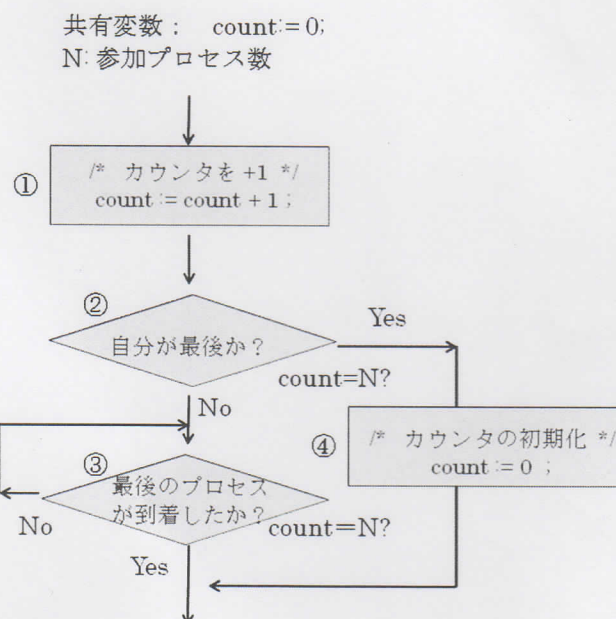 共有変数： count:= 0;
N: 参加プロセス数
①
/* カウンタを +1 */
count := count + 1 ;
②
自分が最後か？
Yes
count=N?
No
④
/* カウンタの初期化 */
count := 0 ;
③
最後のプロセス
が到着したか？
count=N?
No
Yes